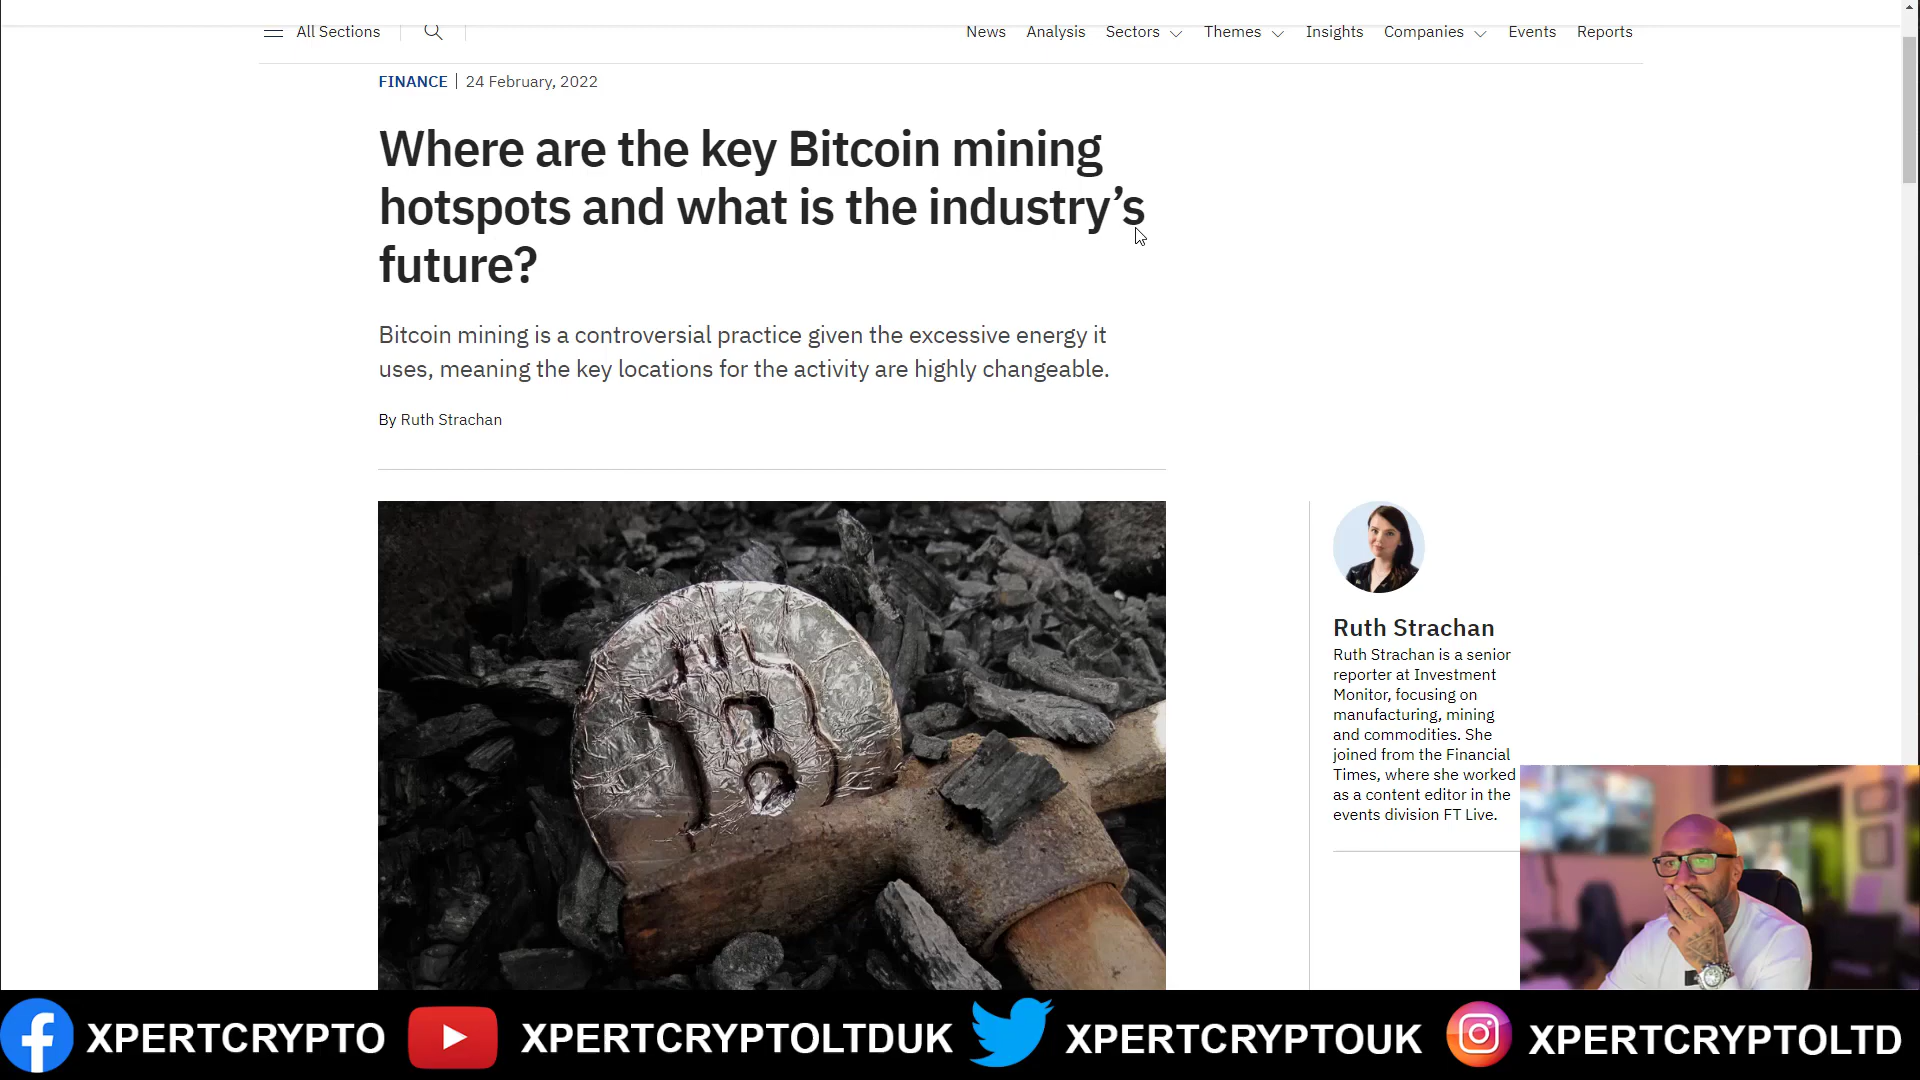 All Sections
News Analysis Sectors Themes Insights Companies Events Reports
FINANCE | 24 February, 2022
Where are the key Bitcoin mining
hotspots and what is the industry’s
future?
Bitcoin mining is a controversial practice given the excessive energy it
uses, meaning the key locations for the activity are highly changeable.
By Ruth Strachan
Ruth Strachan
Ruth Strachan is a senior
reporter at Investment
Monitor, focusing on
manufacturing, mining
and commodities. She
joined from the Financial
Times, where she worked
as a content editor in the
events division FT Live.
XPERTCRYPTO XPERTCRYPTOLTDUK XPERTCRYPTOUK XPERTCRYPTOLTD